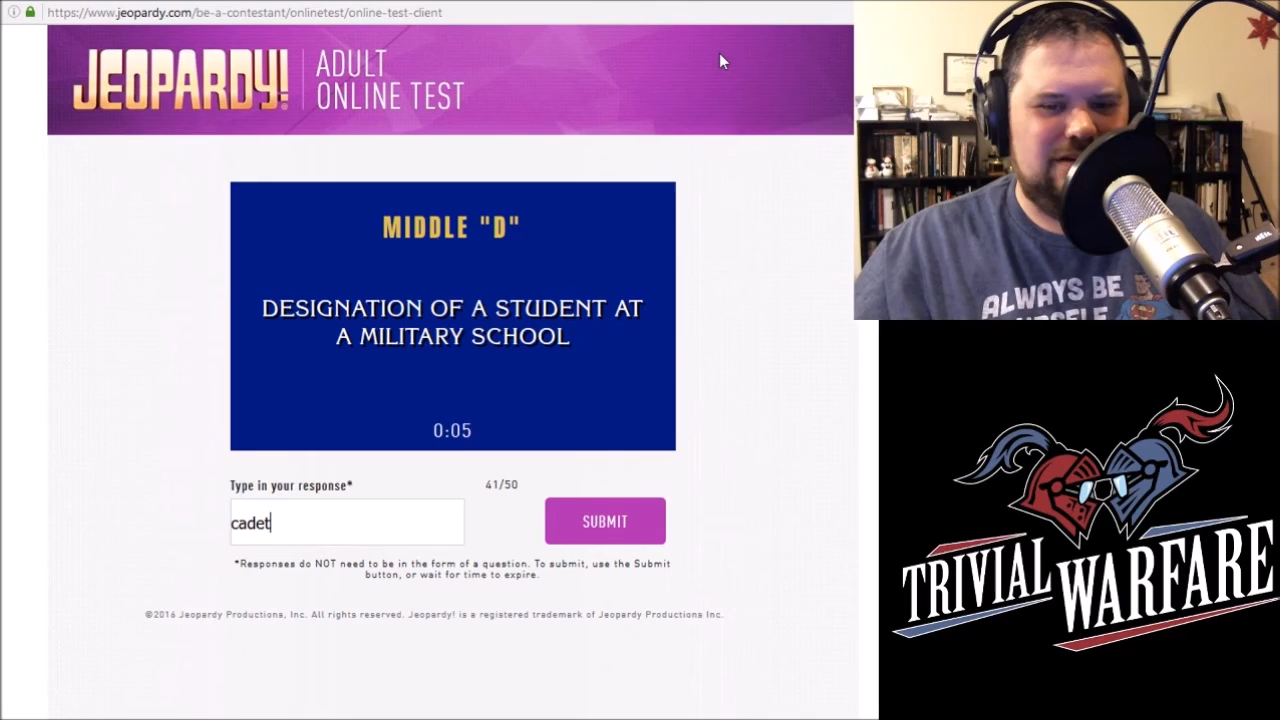 https://www.jeopardy.com/be-a-contestant/onlinetest/online-test-client
JEOPARDY!
ADULT
ONLINE TEST
MIDDLE "D"
DESIGNATION OF A STUDENT AT
A MILITARY SCHOOL
0:05
Type in your response*
41/50
cadet
SUBMIT
*Responses do NOT need to be in the form of a question. To submit, use the Submit
button, or wait for time to expire.
©2016 Jeopardy Productions, Inc. All rights reserved. Jeopardy! is a registered trademark of Jeopardy Productions Inc.
ALWAYS BE
TRIVIAL
WARFARE